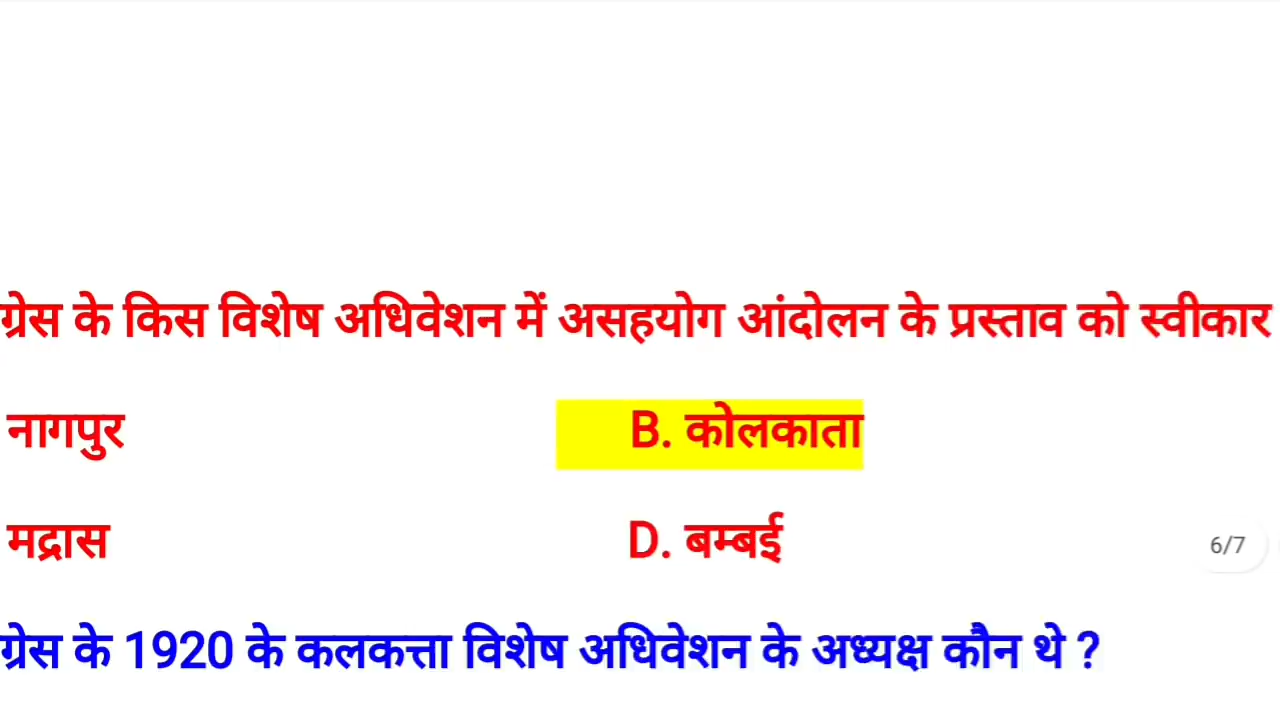 ग्रेस के किस विशेष अधिवेशन में असहयोग आंदोलन के प्रस्ताव को स्वीकार
नागपुर B. कोलकाता
मद्रास D. बम्बई
6/7
ग्रेस के 1920 के कलकत्ता विशेष अधिवेशन के अध्यक्ष कौन थे ?